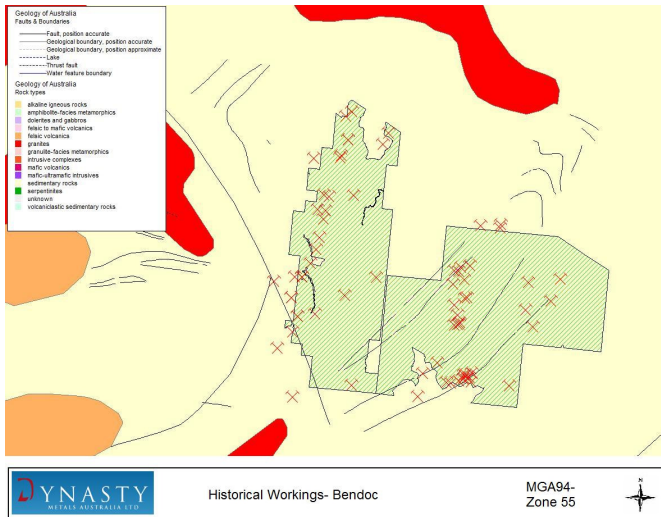 Geology of Australia
Faults & Boundaries
Fault, position accurate
Geological boundary, position accurate
Geological boundary, position approximate
Lake
Thrust fault
Water feature boundary
Geology of Australia
Rock types
alkaline igneous rocks
amphibolite-facies metamorphics
dolerites and gabbros
felsic to mafic volcanics
felsic volcanics
granites
granulite-facies metamorphics
intrusive complexes
mafic volcanics
mafic-ultramafic intrusives
sedimentary rocks
serpentinites
unknown
volcaniclastic sedimentary rocks
DYNASTY
METALS AUSTRALIA LTD
Historical Workings- Bendoc
MGA94-
Zone 55
N